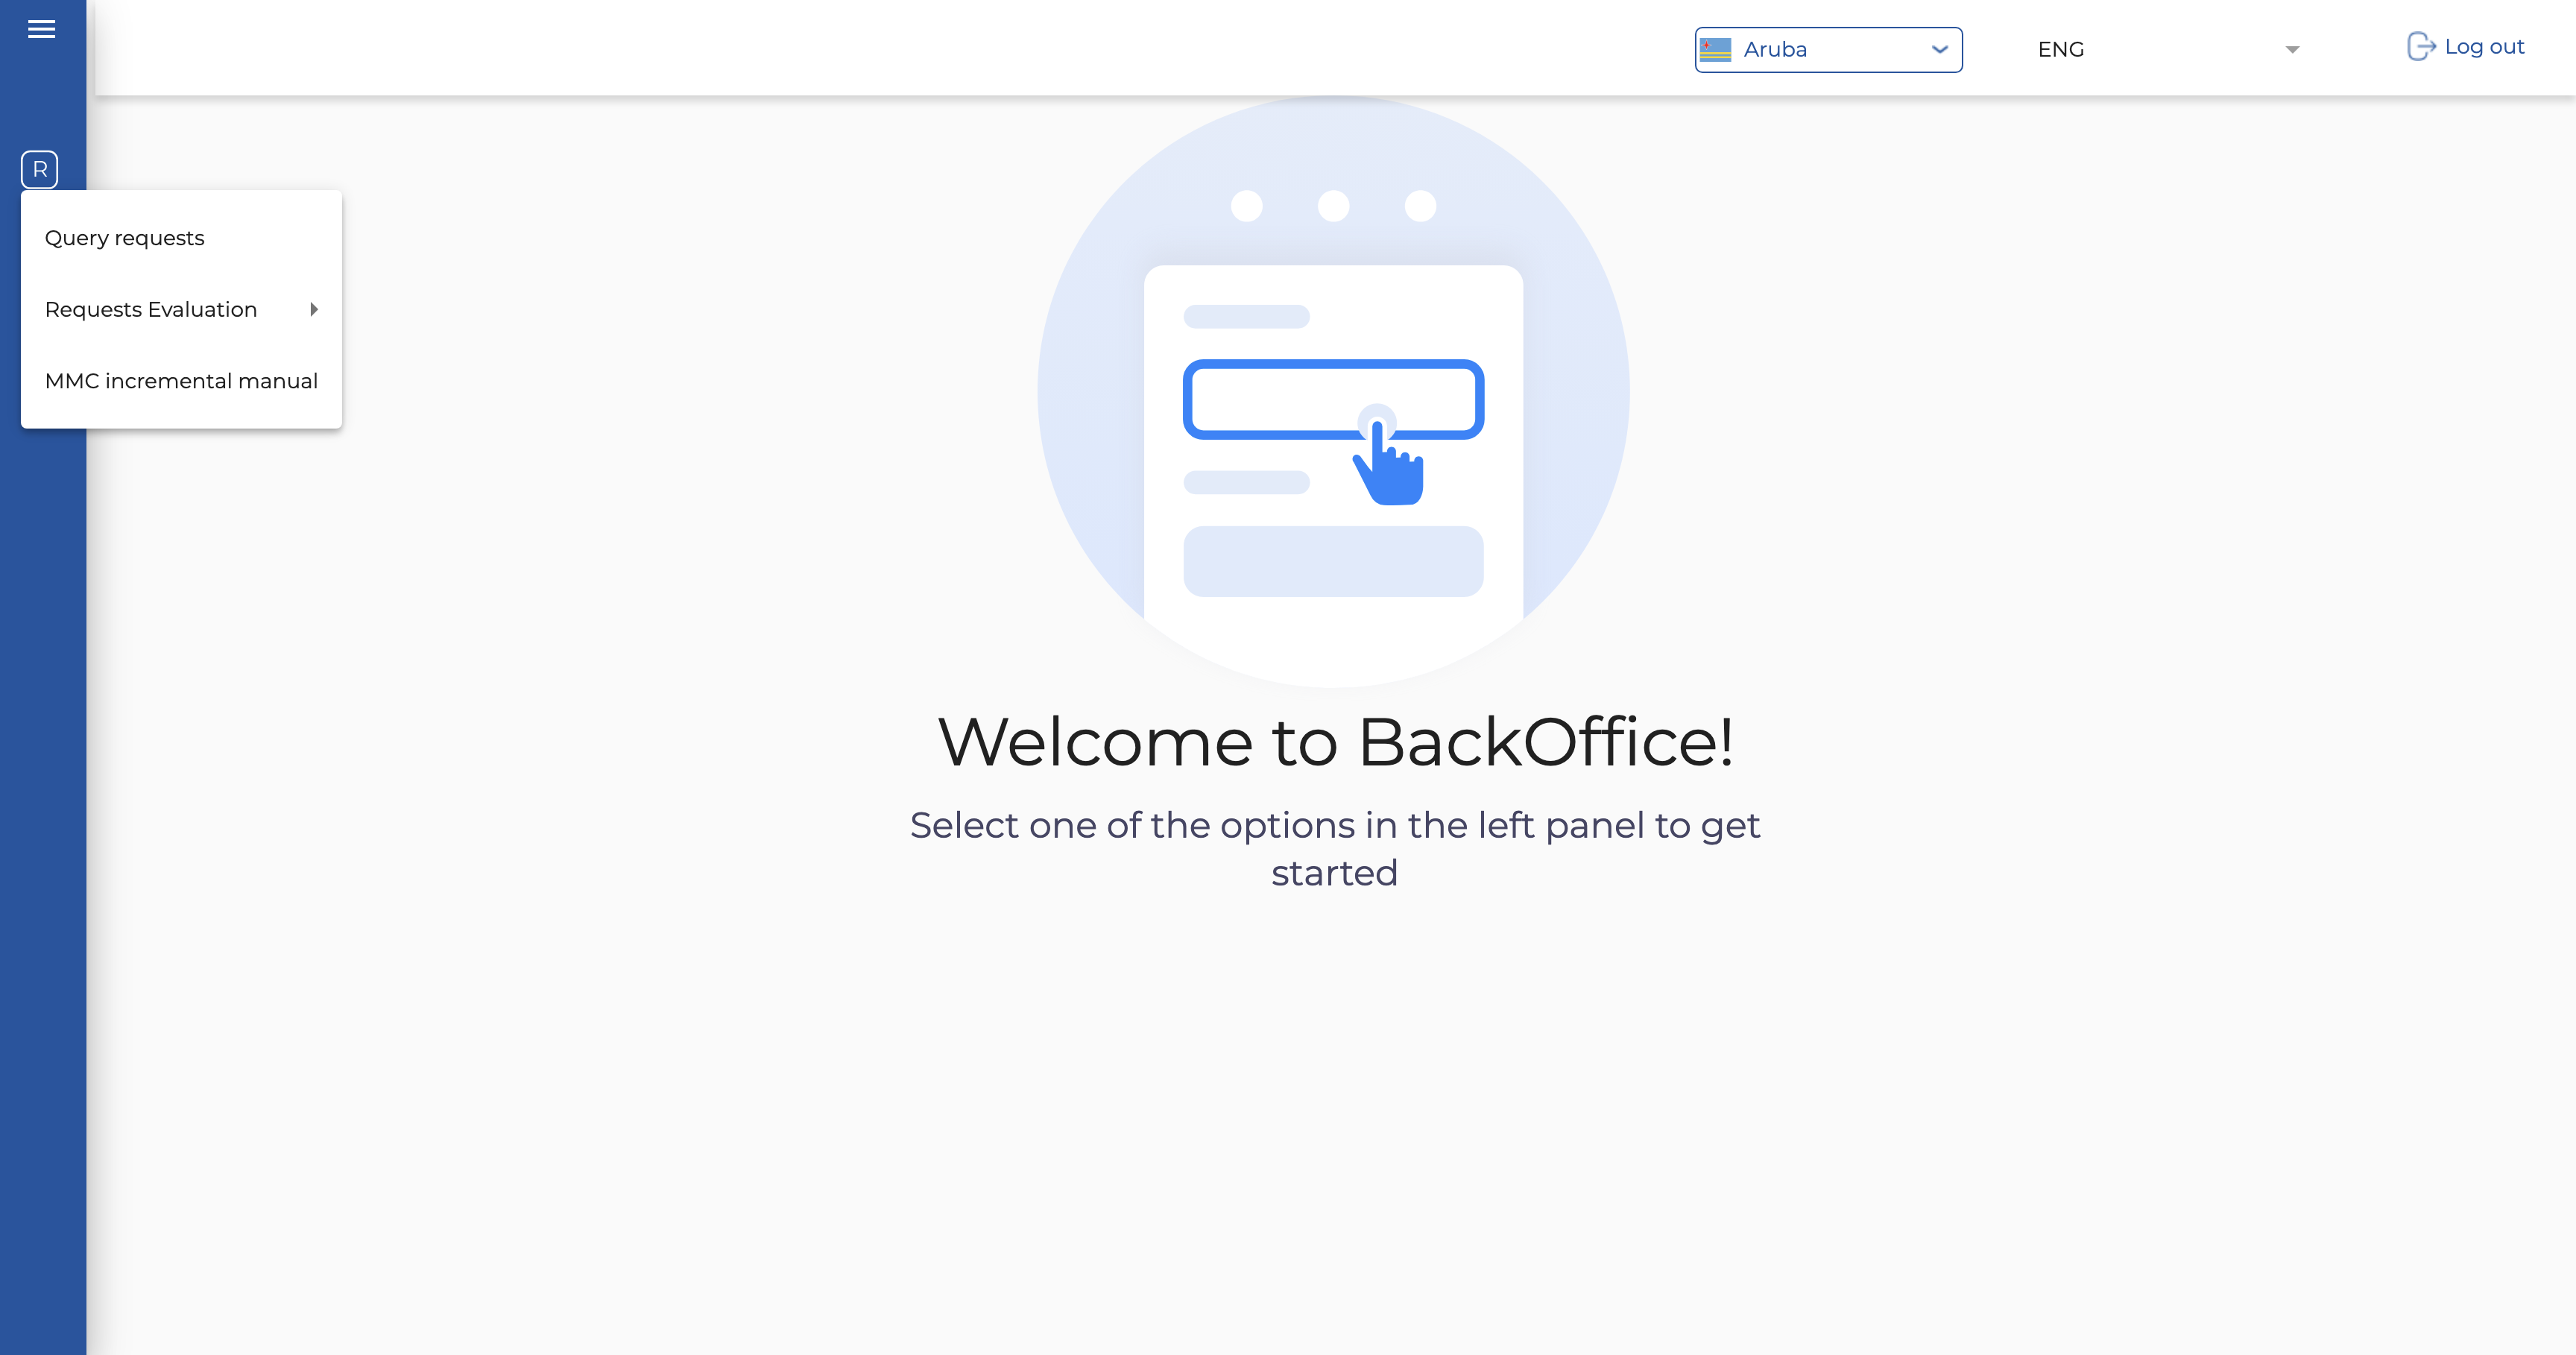 Aruba
ENG
Log out
R
Query requests
Requests Evaluation
MMC incremental manual
Welcome to BackOffice!
Select one of the options in the left panel to get
started